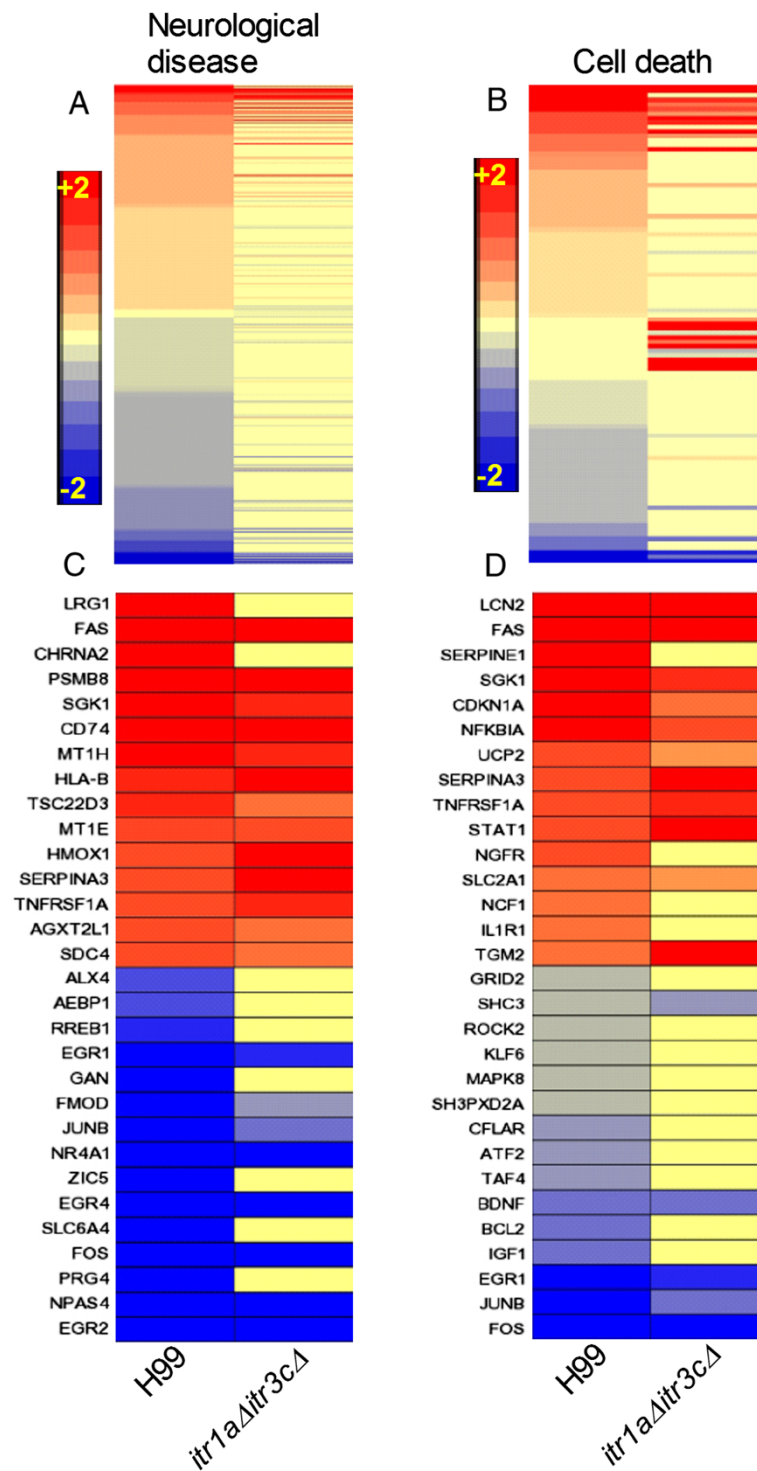 Neurological
disease
Cell death
A
B
+2
-2
+2
-2
C
D
LRG1
FAS
CHRNA2
PSMB8
SGK1
CD74
MT1H
HLA-B
TSC22D3
MT1E
HMOX1
SERPINA3
TNFRSF1A
AGXT2L1
SDC4
ALX4
AEBP1
RREB1
EGR1
GAN
FMOD
JUNB
NR4A1
ZIC5
EGR4
SLC6A4
FOS
PRG4
NPAS4
EGR2
H99
itr1aΔitr3cΔ
LCN2
FAS
SERPINE1
SGK1
CDKN1A
NFKBIA
UCP2
SERPINA3
TNFRSF1A
STAT1
NGFR
SLC2A1
NCF1
IL1R1
TGM2
GRID2
SHC3
ROCK2
KLF6
MAPK8
SH3PXD2A
CFLAR
ATF2
TAF4
BDNF
BCL2
IGF1
EGR1
JUNB
FOS
H99
itr1aΔitr3cΔ